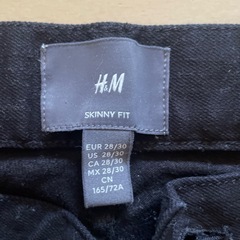 H&M
SKINNY FIT
EUR 28/30
US 28/30
CA 28/30
MX 28/30
CN
165/72A